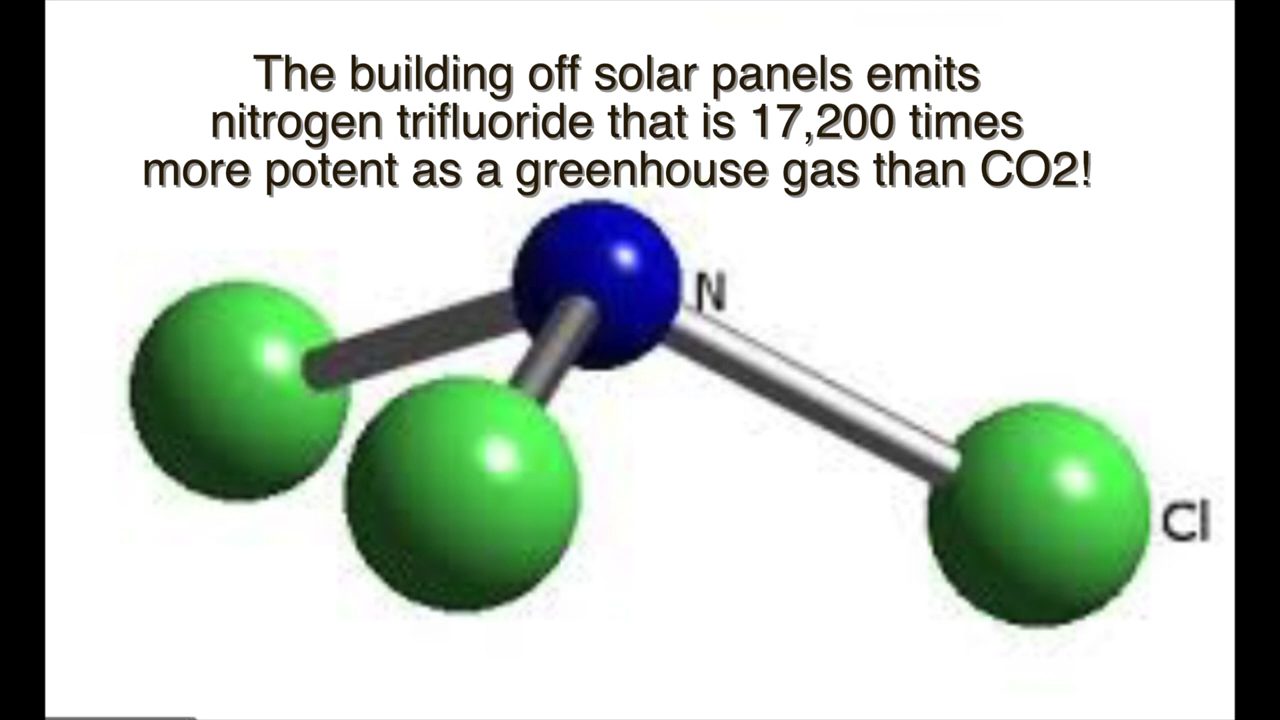 The building off solar panels emits
nitrogen trifluoride that is 17,200 times
more potent as a greenhouse gas than CO2!
N
Cl